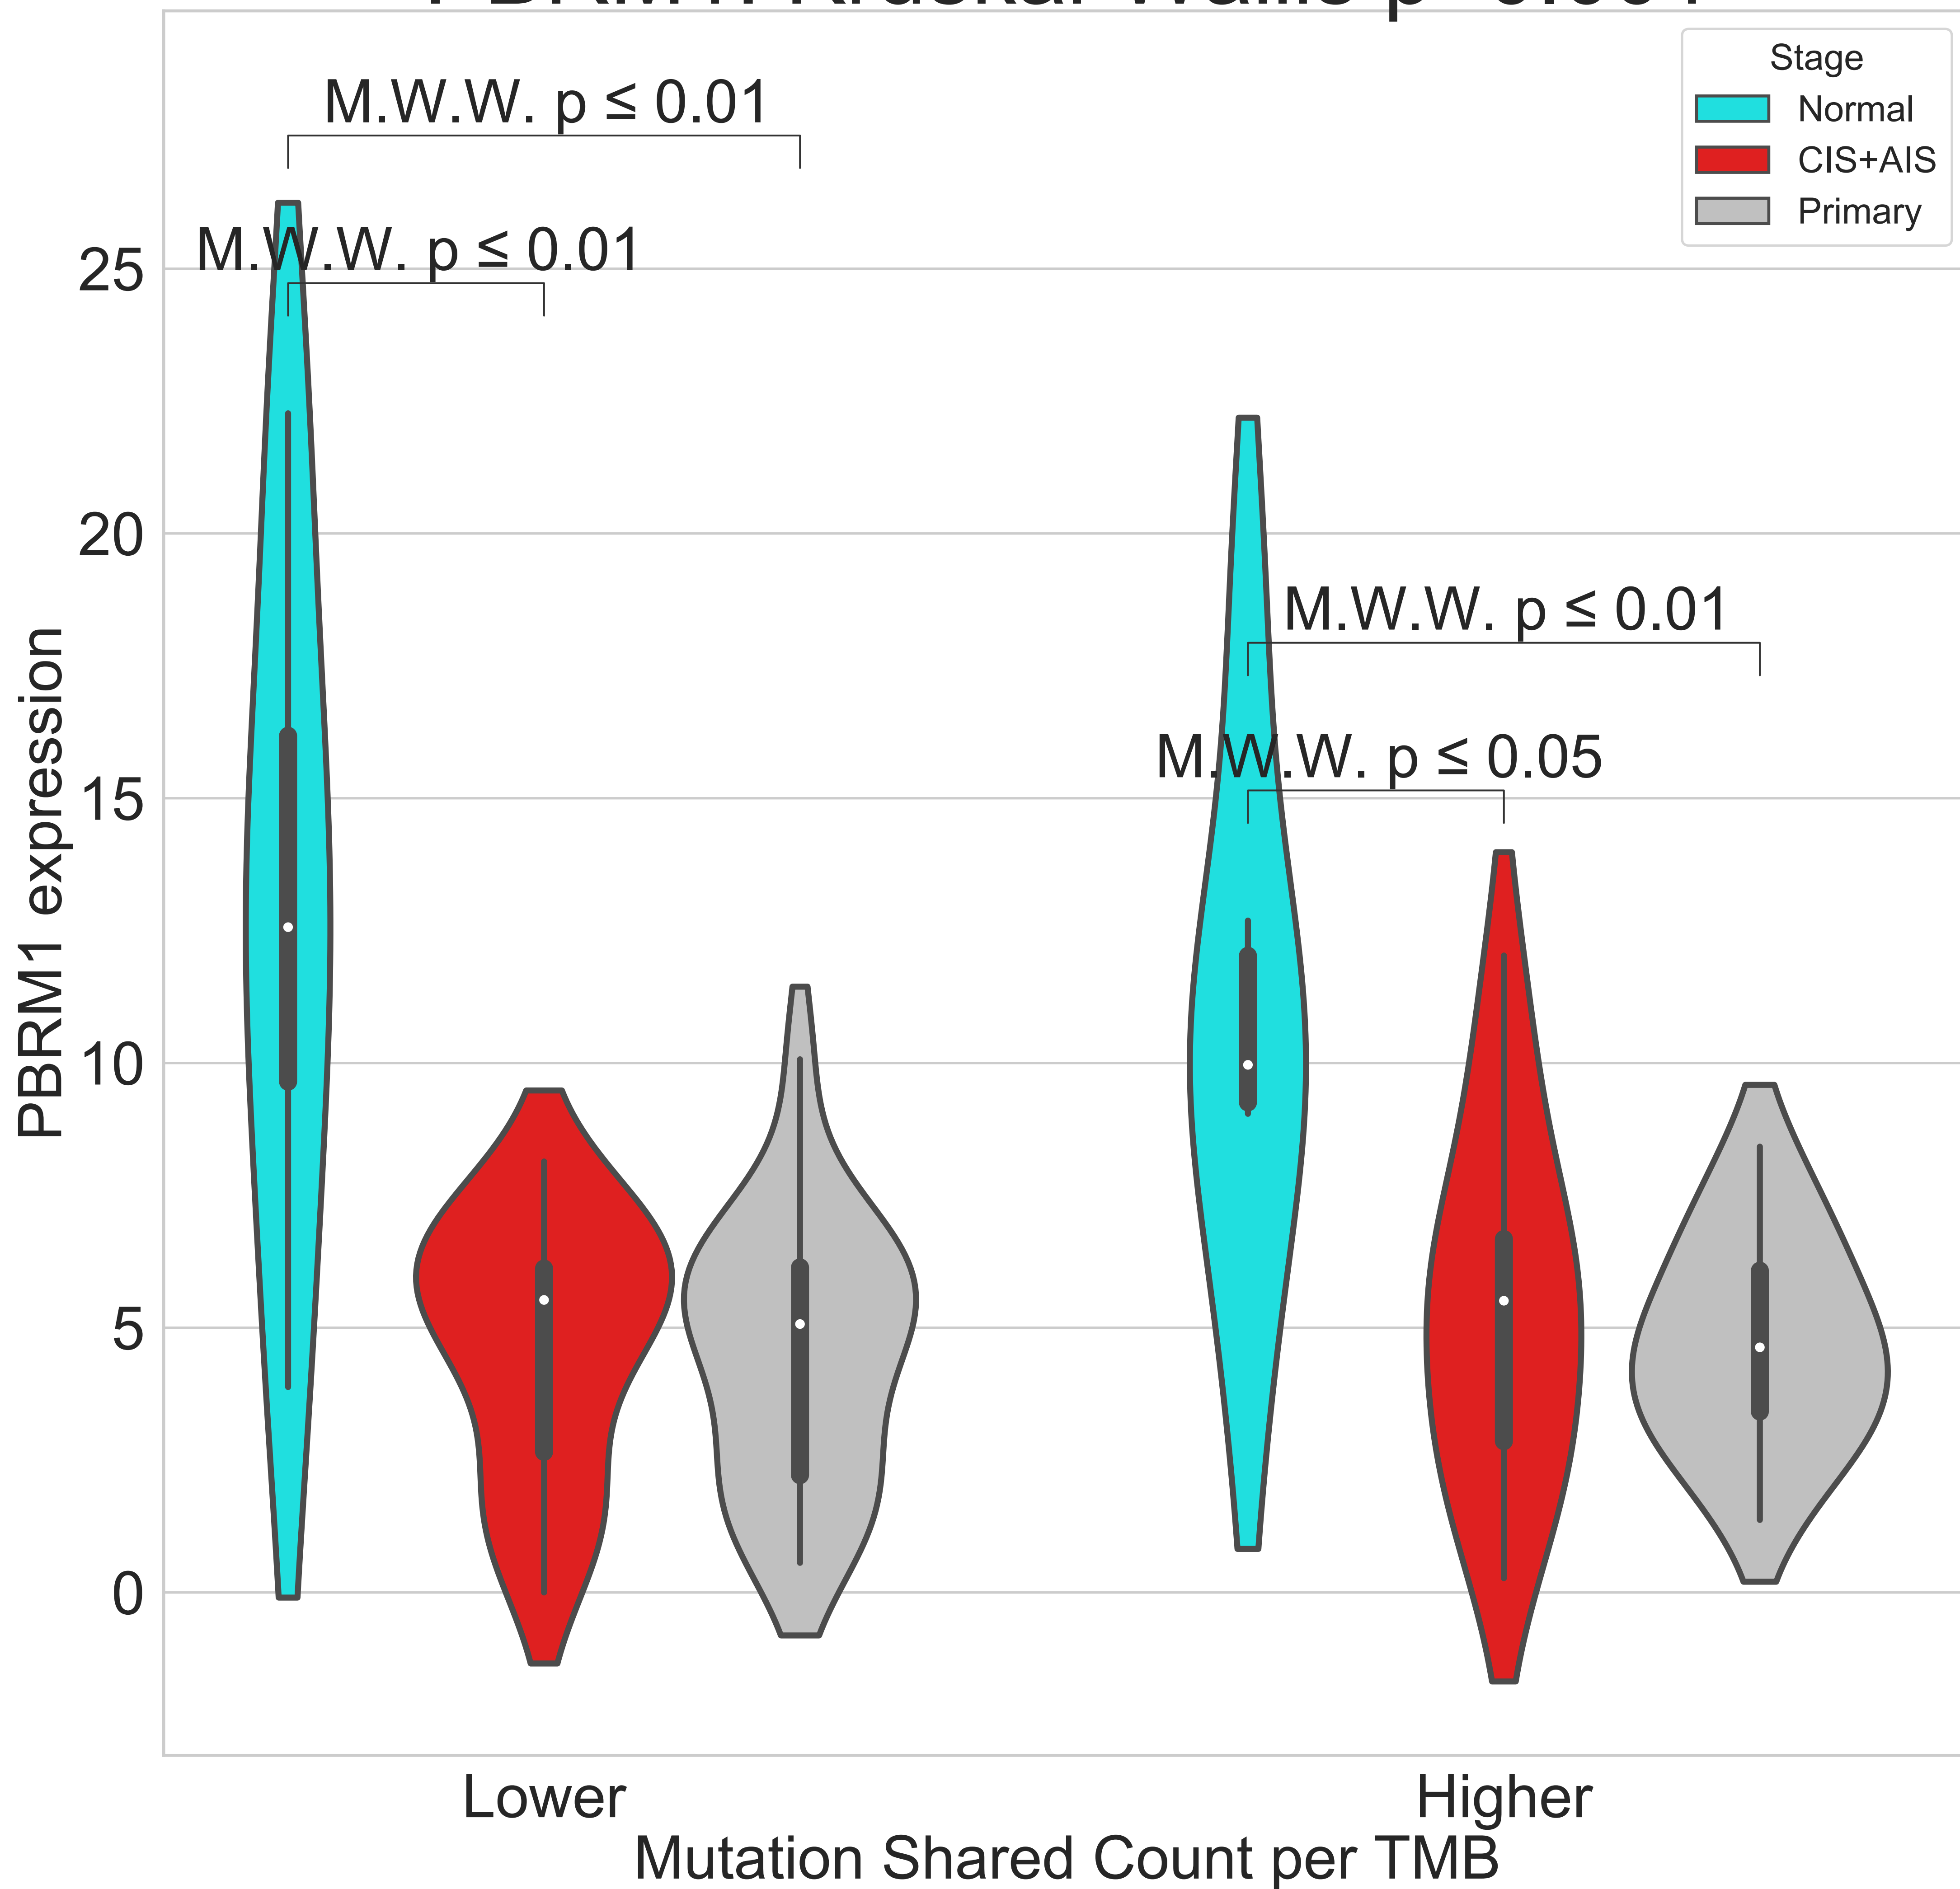 Stage
Normal
CIS+AIS
Primary
M.W.W. p ≤ 0.01
M.W.W. p ≤ 0.01
M.W.W. p ≤ 0.01
M.W.W. p ≤ 0.05
25
20
15
10
5
0
PBRM1 expression
Lower
Higher
Mutation Shared Count per TMB